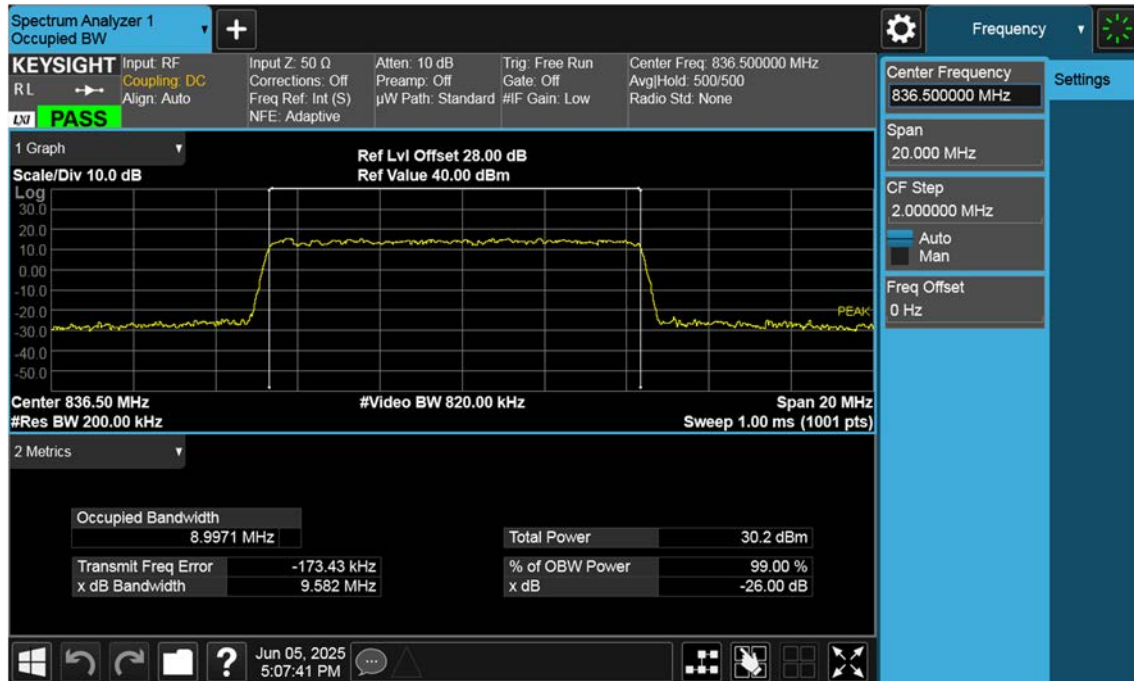 Spectrum Analyzer 1
Occupied BW
Frequency
KEYSIGHT
R L
LXI PASS
Input: RF
Coupling: DC
Align: Auto
Input Z: 50 Ω
Corrections: Off
Freq Ref: Int (S)
NFE: Adaptive
Atten: 10 dB
Preamp: Off
µW Path: Standard
Trig: Free Run
Gate: Off
#IF Gain: Low
Center Freq: 836.500000 MHz
Avg|Hold: 500/500
Radio Std: None
Center Frequency
836.500000 MHz
Settings
Span
20.000 MHz
CF Step
2.000000 MHz
Auto
Man
Freq Offset
0 Hz
1 Graph
Scale/Div 10.0 dB
Ref Lvl Offset 28.00 dB
Ref Value 40.00 dBm
Log
30.0
20.0
10.0
0.00
-10.0
-20.0
-30.0
-40.0
-50.0
PEAK
Center 836.50 MHz
#Video BW 820.00 kHz
Span 20 MHz
#Res BW 200.00 kHz
Sweep 1.00 ms (1001 pts)
2 Metrics
Occupied Bandwidth
8.9971 MHz
Total Power 30.2 dBm
Transmit Freq Error -173.43 kHz
% of OBW Power 99.00 %
x dB Bandwidth 9.582 MHz
x dB -26.00 dB
?
Jun 05, 2025
5:07:41 PM